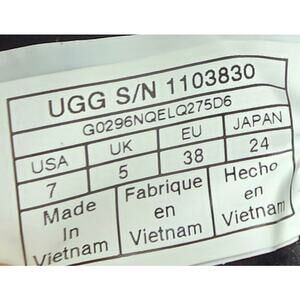 UGG S/N 1103830
G0296NQELQ275D6
USA UK EU JAPAN
7 5 38 24
Made Fabrique Hecho
In en en
Vietnam Vietnam Vietnam